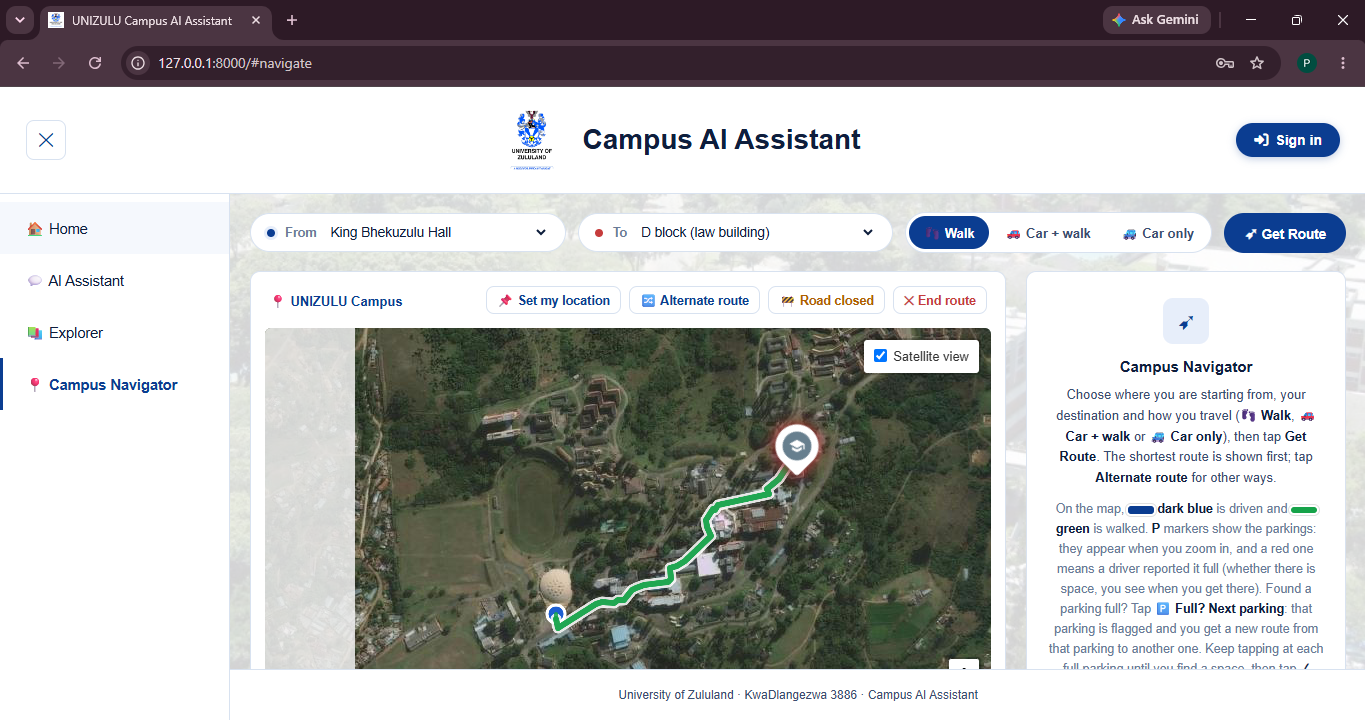 UNIZULU Campus AI Assistant
Ask Gemini
127.0.0.1:8000/#navigate
P
UNIVERSITY OF
ZULULAND
Campus AI Assistant
Sign in
Home
AI Assistant
Explorer
Campus Navigator
From King Bhekuzulu Hall
To D block (law building)
Walk
Car + walk
Car only
Get Route
UNIZULU Campus
Set my location
Alternate route
Road closed
End route
Satellite view
Campus Navigator
Choose where you are starting from, your
destination and how you travel (👣 Walk, 🚗
Car + walk or 🚙 Car only), then tap Get
Route. The shortest route is shown first; tap
Alternate route for other ways.
On the map, dark blue is driven and
green is walked. P markers show the parkings:
they appear when you zoom in, and a red one
means a driver reported it full (whether there is
space, you see when you get there). Found a
parking full? Tap 🅿 Full? Next parking: that
parking is flagged and you get a new route from
that parking to another one. Keep tapping at each
full parking until you find a space, then tap ✓
University of Zululand · KwaDlangezwa 3886 · Campus AI Assistant